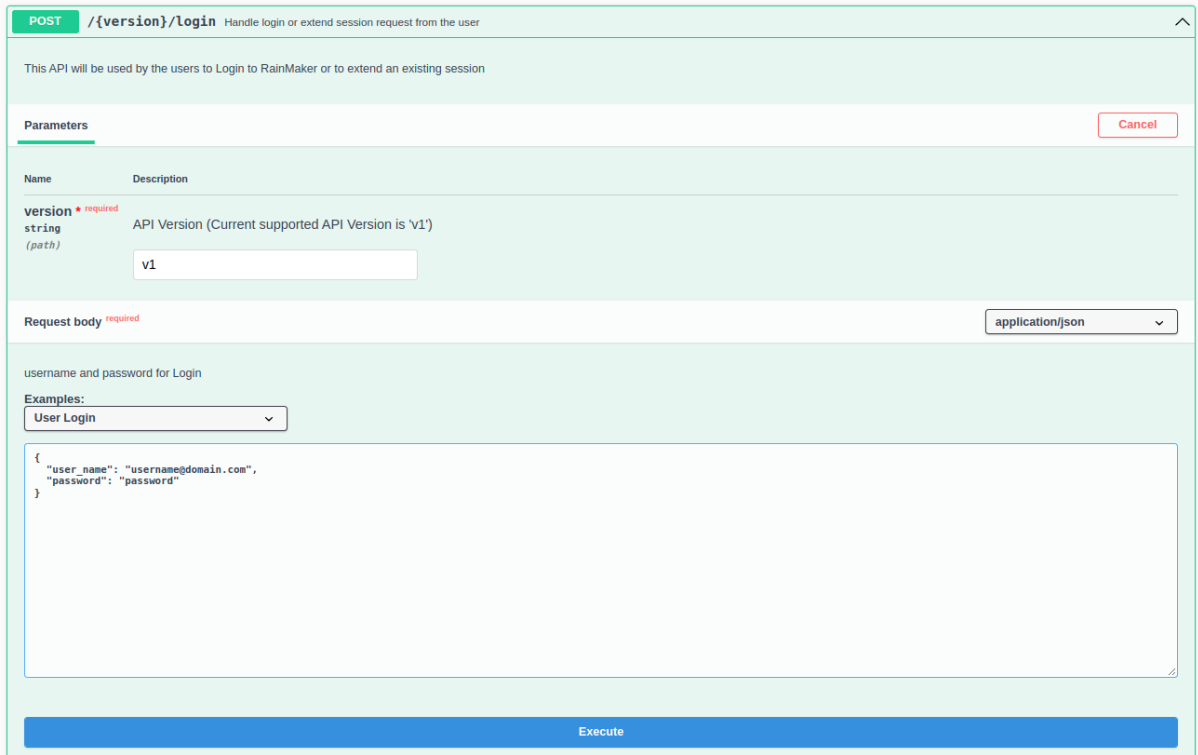 POST /{version}/login Handle login or extend session request from the user
This API will be used by the users to Login to RainMaker or to extend an existing session
Parameters Cancel
Name Description
version * required
string
(path)
API Version (Current supported API Version is 'v1')
v1
Request body required application/json
username and password for Login
Examples:
User Login
{
  "user_name": "username@domain.com",
  "password": "password"
}
Execute